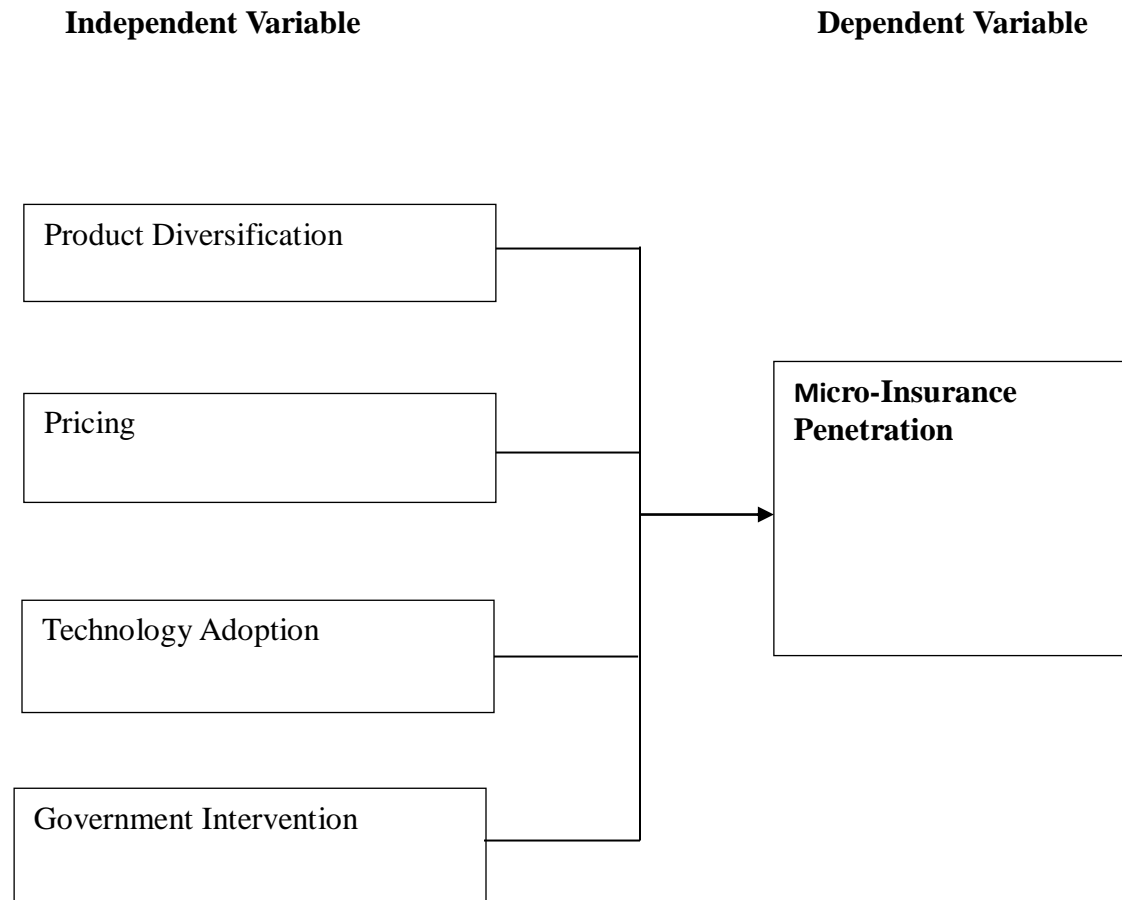 Independent Variable
Dependent Variable
Product Diversification
Pricing
Micro-Insurance
Penetration
Technology Adoption
Government Intervention